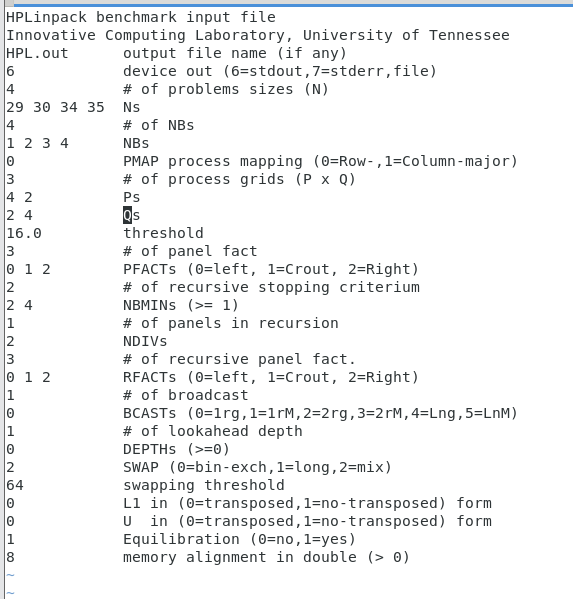 HPLinpack benchmark input file
Innovative Computing Laboratory, University of Tennessee
HPL.out      output file name (if any)
6            device out (6=stdout,7=stderr,file)
4            # of problems sizes (N)
29 30 34 35  Ns
4            # of NBs
1 2 3 4      NBs
0            PMAP process mapping (0=Row-,1=Column-major)
3            # of process grids (P x Q)
4 2          Ps
2 4          Qs
16.0         threshold
3            # of panel fact
0 1 2        PFACTs (0=left, 1=Crout, 2=Right)
2            # of recursive stopping criterium
2 4          NBMINs (>= 1)
1            # of panels in recursion
2            NDIVs
3            # of recursive panel fact.
0 1 2        RFACTs (0=left, 1=Crout, 2=Right)
1            # of broadcast
0            BCASTs (0=1rg,1=1rM,2=2rg,3=2rM,4=Lng,5=LnM)
1            # of lookahead depth
0            DEPTHs (>=0)
2            SWAP (0=bin-exch,1=long,2=mix)
64           swapping threshold
0            L1 in (0=transposed,1=no-transposed) form
0            U  in (0=transposed,1=no-transposed) form
1            Equilibration (0=no,1=yes)
8            memory alignment in double (> 0)
~
~